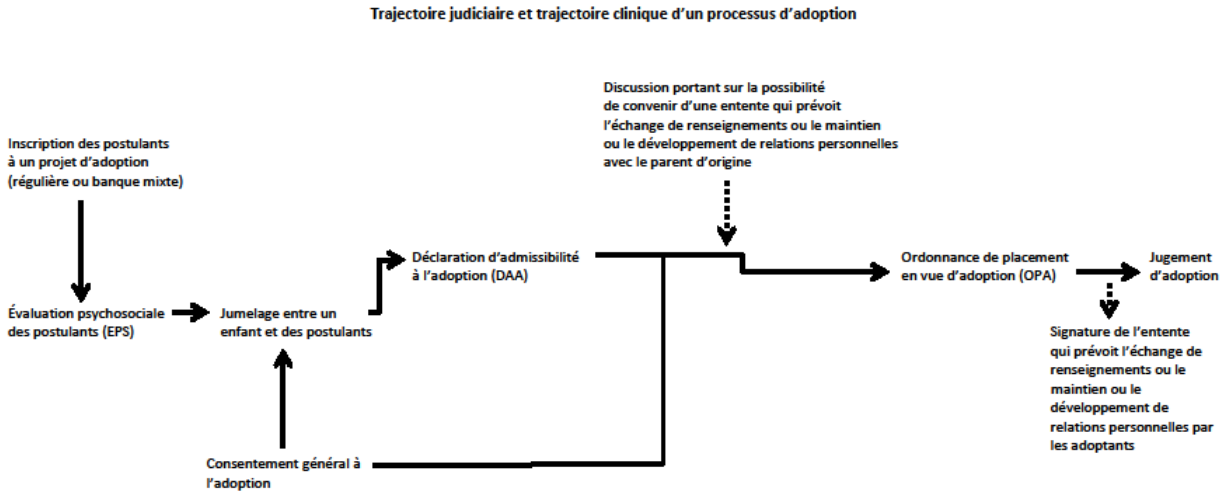 Trajectoire judiciaire et trajectoire clinique d'un processus d'adoption
Discussion portant sur la possibilité
de convenir d'une entente qui prévoit
l'échange de renseignements ou le maintien
ou le développement de relations personnelles
avec le parent d'origine
Inscription des postulants
à un projet d'adoption
(régulière ou banque mixte)
Déclaration d'admissibilité
à l'adoption (DAA)
Ordonnance de placement
en vue d'adoption (OPA)
Jugement
d'adoption
Évaluation psychosociale
des postulants (EPS)
Jumelage entre un
enfant et des postulants
Signature de l'entente
qui prévoit l'échange de
renseignements ou le
maintien ou le
développement de
relations personnelles par
les adoptants
Consentement général à
l'adoption